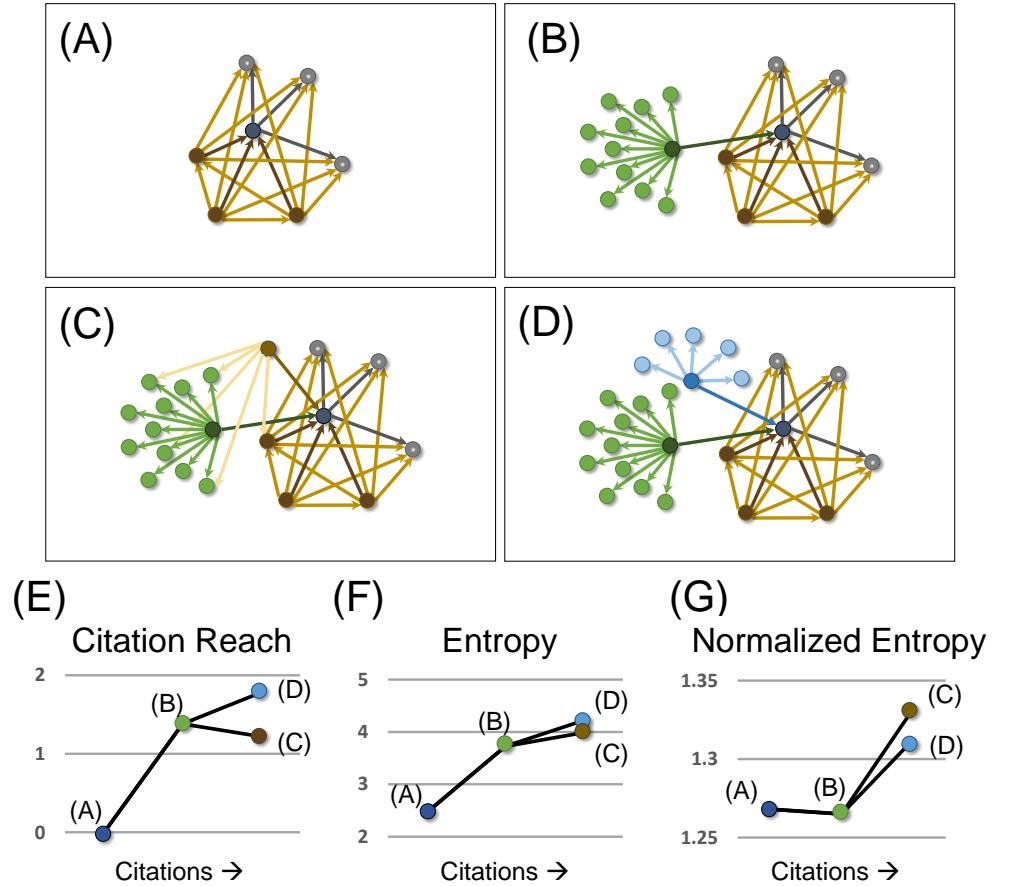 (A)
(B)
(C)
(D)
(E)
Citation Reach
2
1
0
(A)
(B)
(D)
(C)
Citations →
(F)
Entropy
5
4
3
2
(A)
(B)
(D)
(C)
(G)
Normalized Entropy
1.35
1.3
1.25
(A)
(B)
(C)
(D)
Citations →